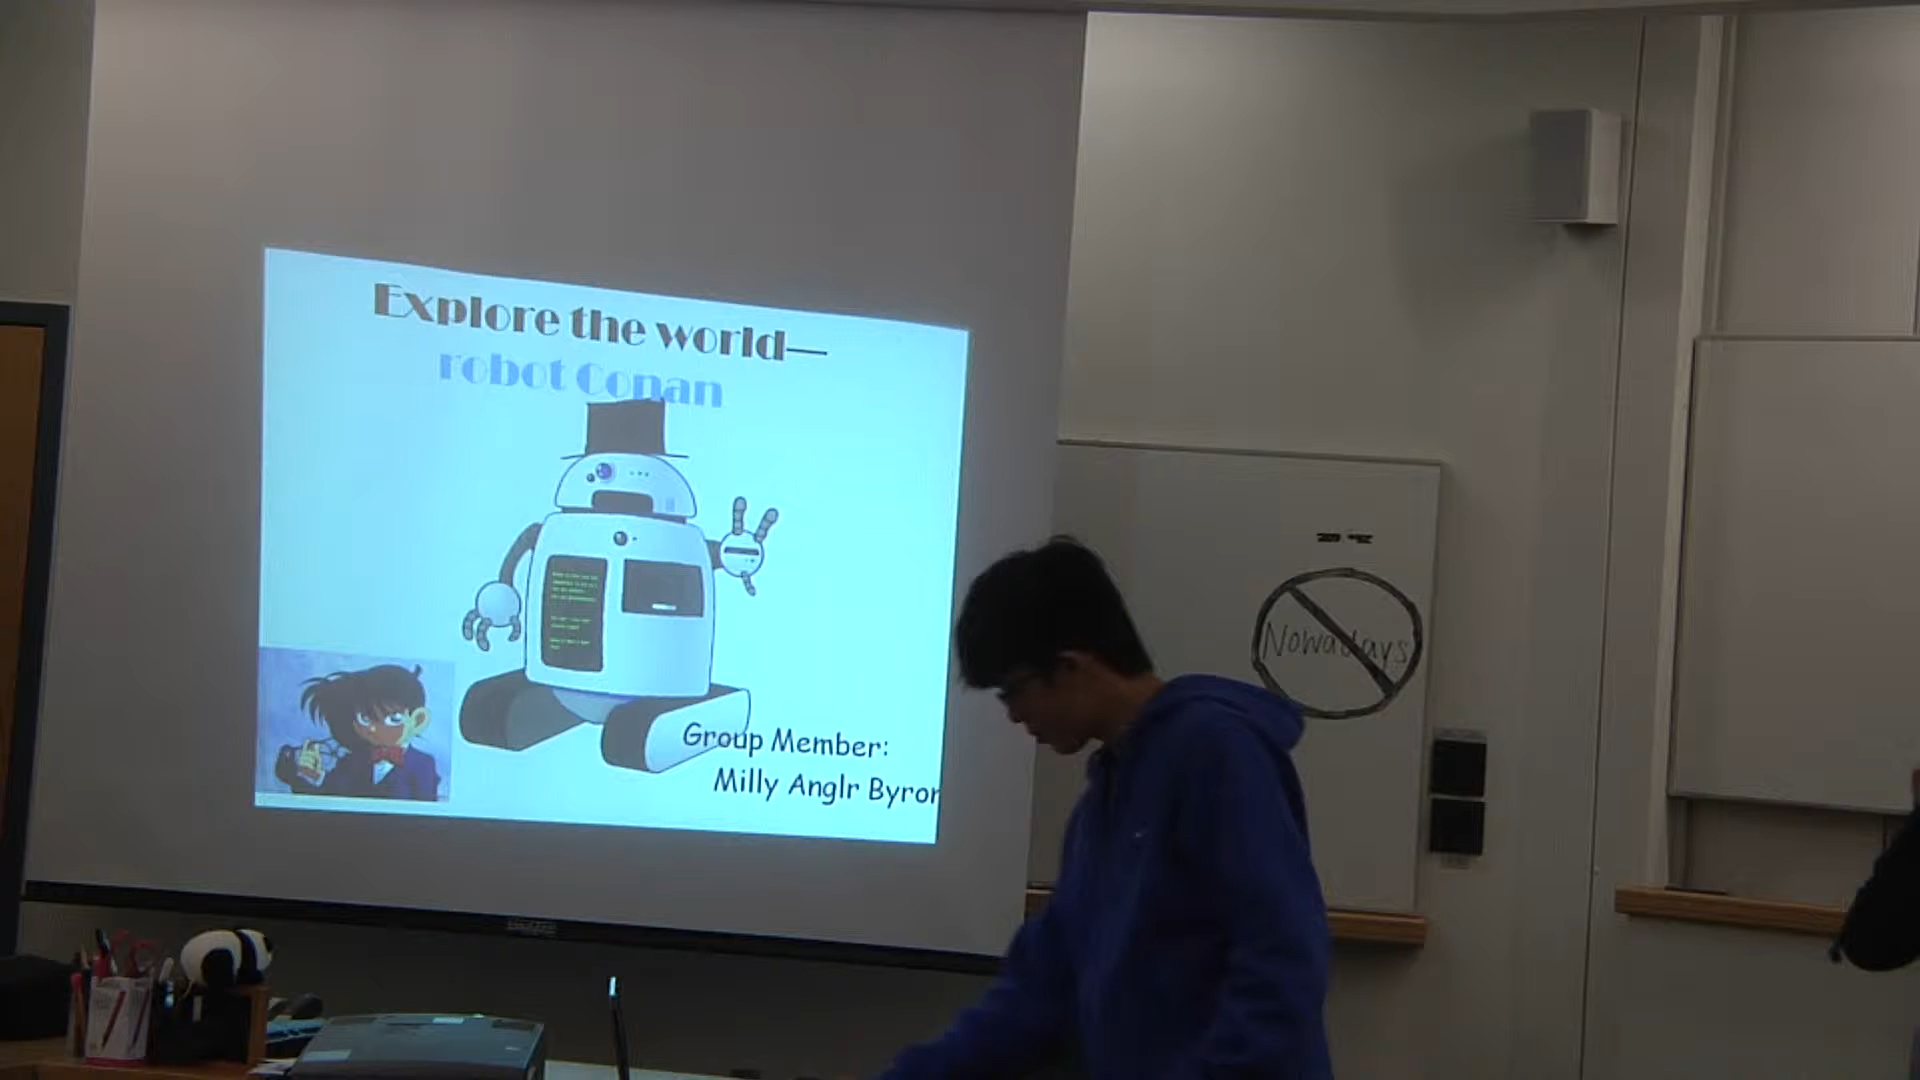 Explore the world—
robot Conan
Group Member:
Milly Anglr Byron
Nowadays